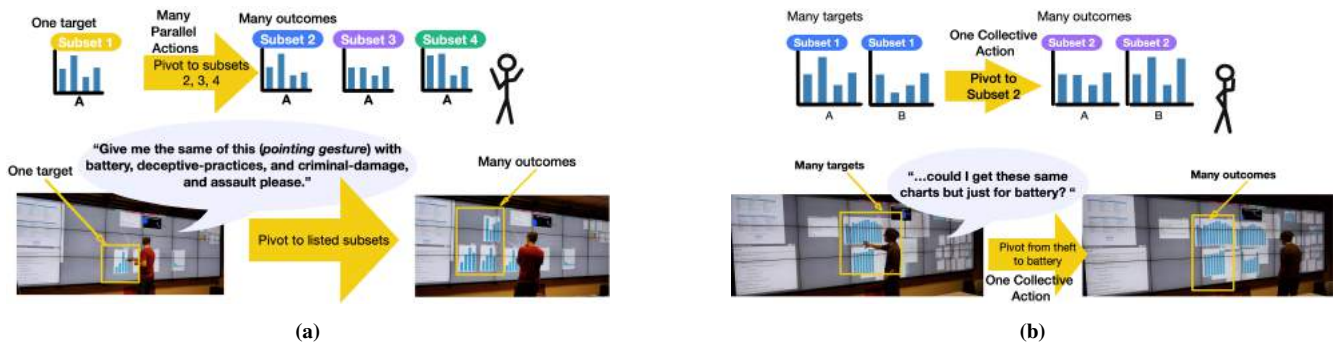 One target
Subset 1
A
Many
Parallel
Actions
Pivot to subsets
2, 3, 4
Many outcomes
Subset 2
Subset 3
Subset 4
A
A
A
“Give me the same of this (pointing gesture) with
battery, deceptive-practices, and criminal-damage,
and assault please.”
One target
Many outcomes
Pivot to listed subsets
(a)
Many targets
Subset 1
Subset 1
A
B
One Collective
Action
Pivot to
Subset 2
Many outcomes
Subset 2
Subset 2
A
B
Many targets
“...could I get these same
charts but just for battery? “
Many outcomes
Pivot from theft
to battery
One Collective
Action
(b)